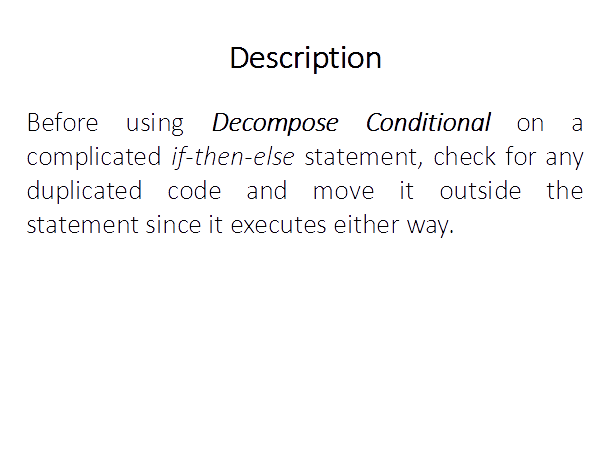 Description
Before using Decompose Conditional on a
complicated if-then-else statement, check for any
duplicated code and move it outside the
statement since it executes either way.